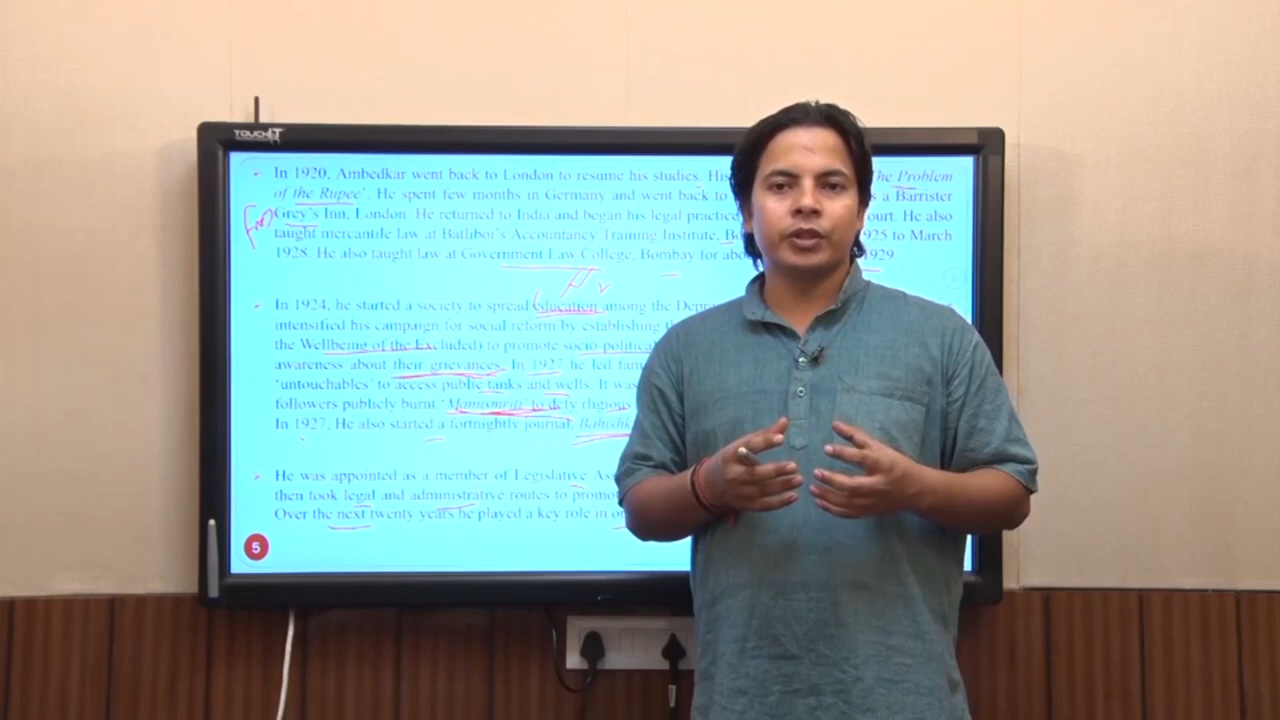 TOUCHIT
In 1920, Ambedkar went back to London to resume his studies. His The Problem
of the Rupee'. He spent few months in Germany and went back to s a Barrister
Grey's Inn, London. He returned to India and began his legal practice ourt. He also
taught mercantile law at Batliboi's Accountancy Training Institute, Bo 925 to March
1928. He also taught law at Government Law College, Bombay for abo 1929.
In 1924, he started a society to spread education among the Depre
intensified his campaign for social reform by establishing th
the Wellbeing of the Excluded) to promote socio political
awareness about their grievances. In 1927 he led fam
'untouchables' to access public tanks and wells. It was
followers publicly burnt 'Manusmriti' to defy rligious
In 1927, He also started a fortnightly journal, Bahishk
He was appointed as a member of Legislative Ass
then took legal and administrative routes to promo
Over the next twenty years he played a key role in or
5